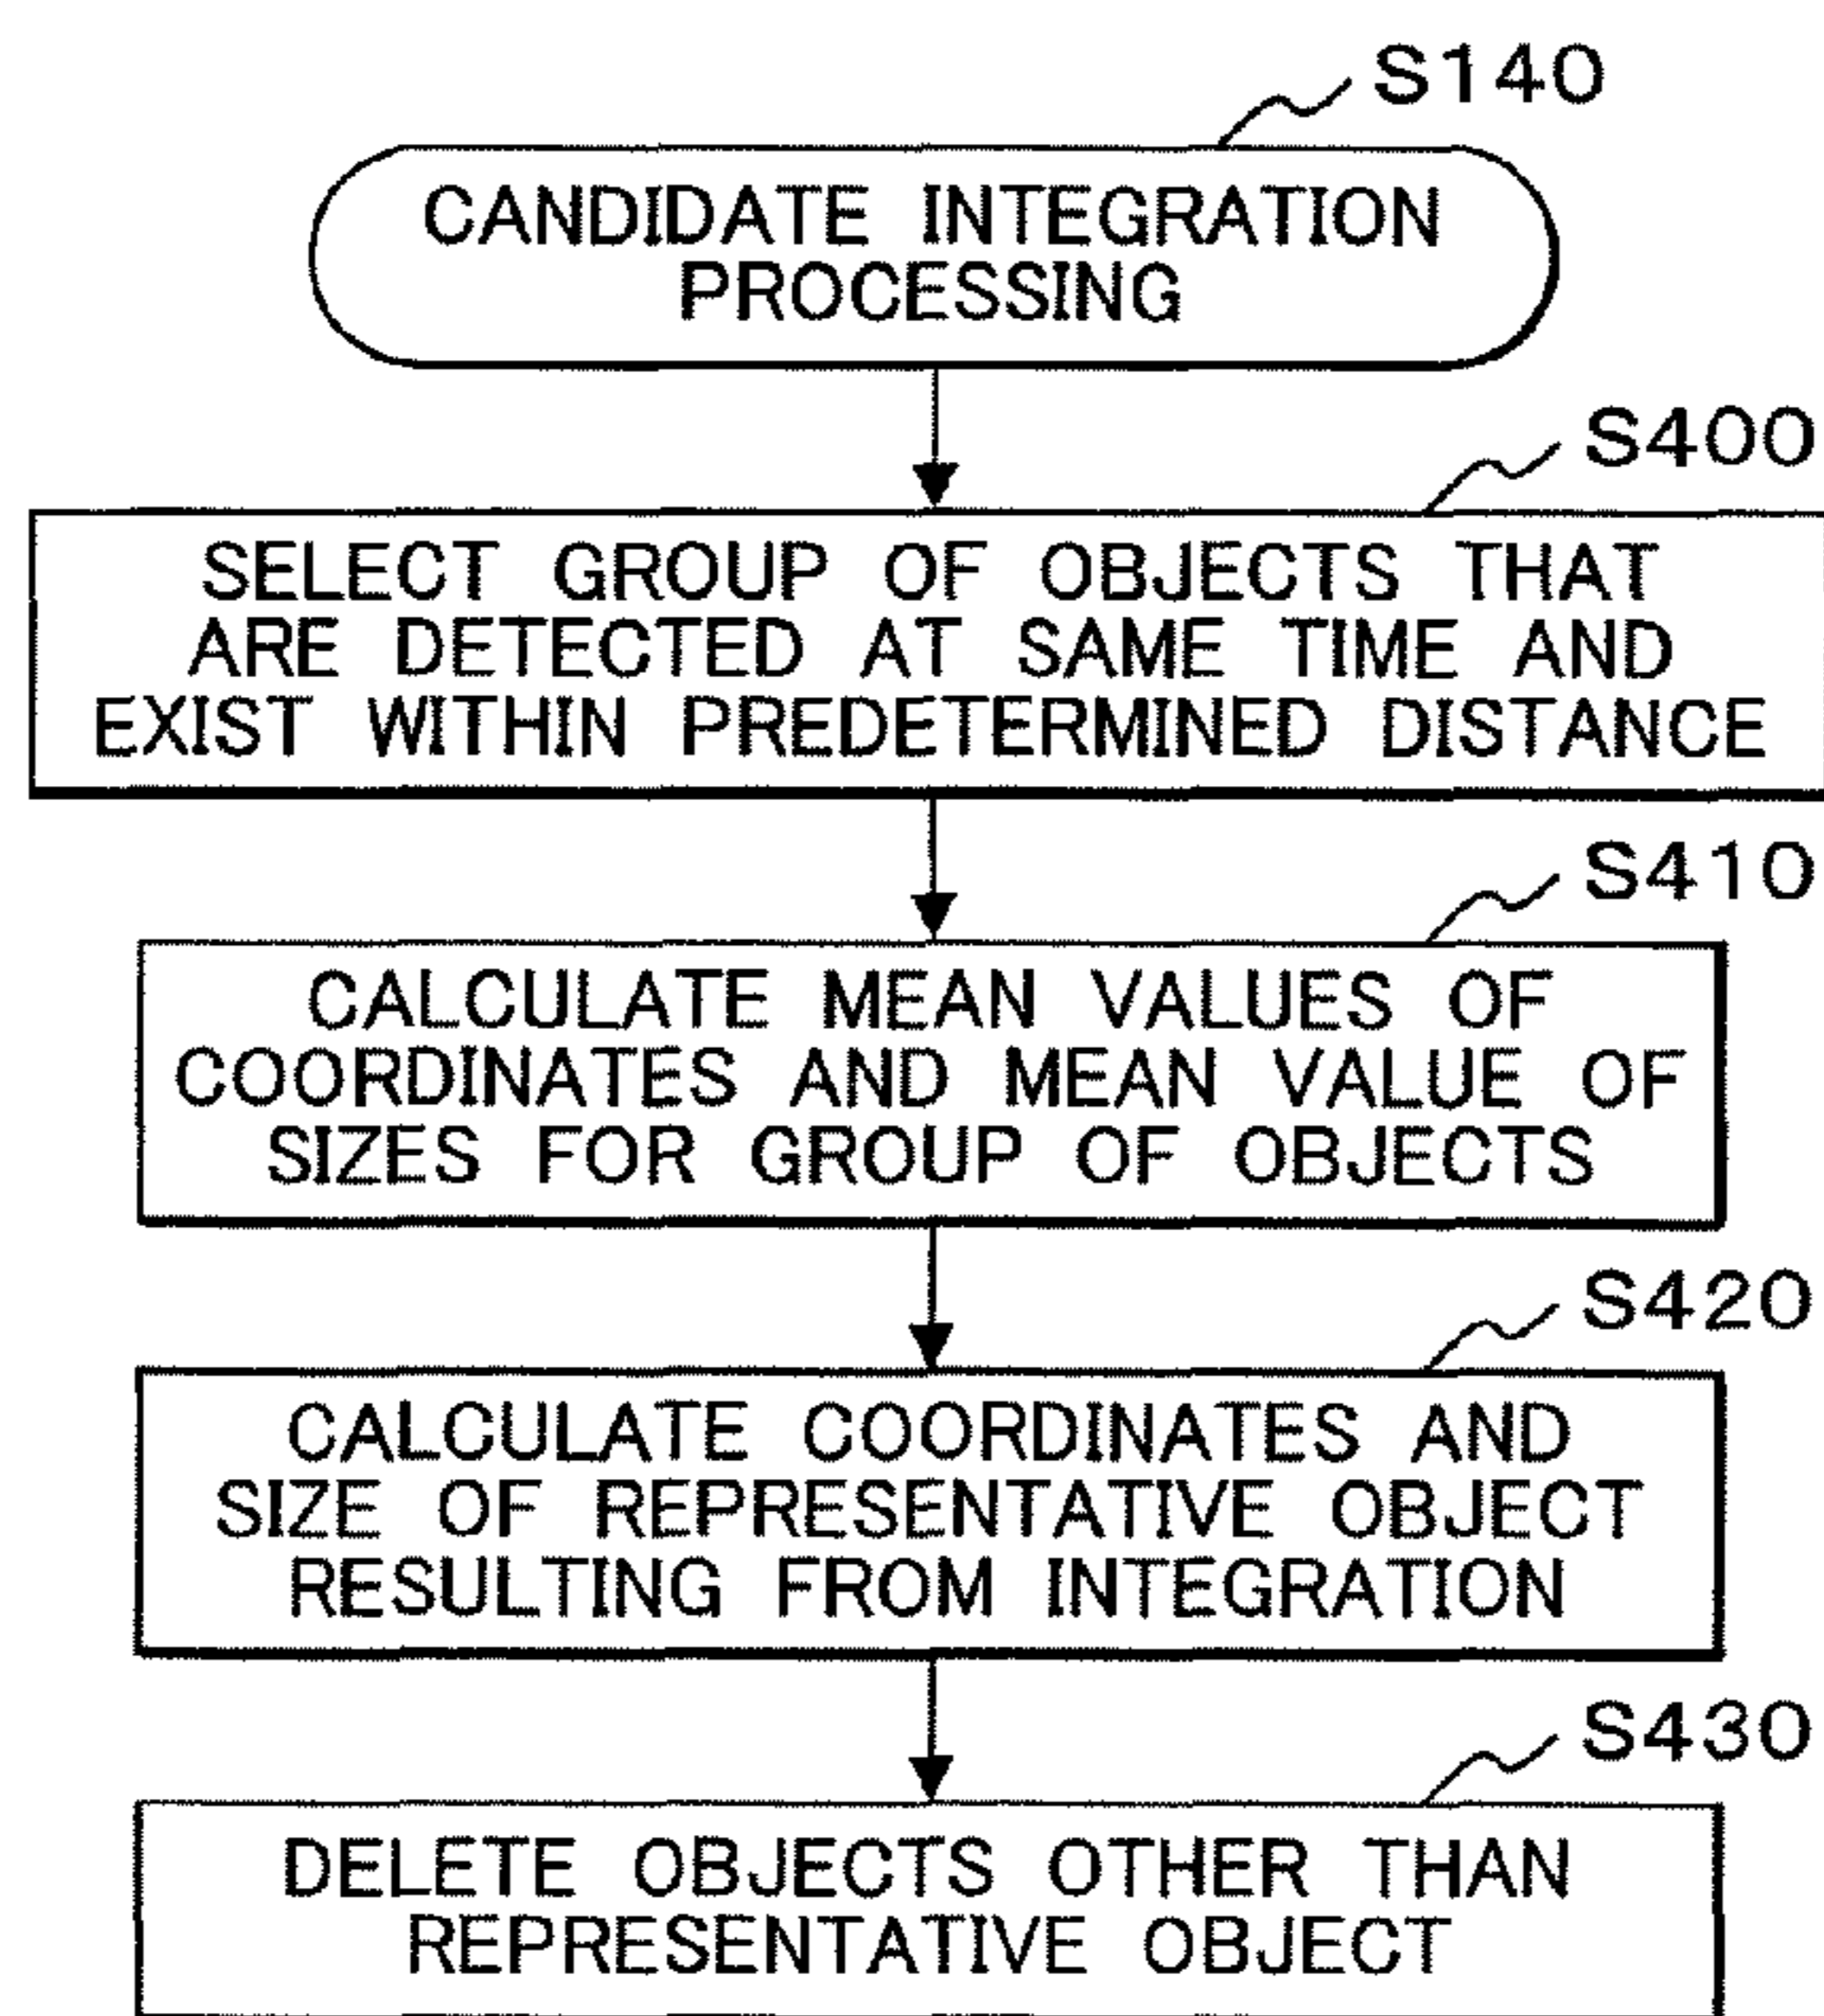 S140
CANDIDATE INTEGRATION
PROCESSING
S400
SELECT GROUP OF OBJECTS THAT
ARE DETECTED AT SAME TIME AND
EXIST WITHIN PREDETERMINED DISTANCE
S410
CALCULATE MEAN VALUES OF
COORDINATES AND MEAN VALUE OF
SIZES FOR GROUP OF OBJECTS
S420
CALCULATE COORDINATES AND
SIZE OF REPRESENTATIVE OBJECT
RESULTING FROM INTEGRATION
S430
DELETE OBJECTS OTHER THAN
REPRESENTATIVE OBJECT